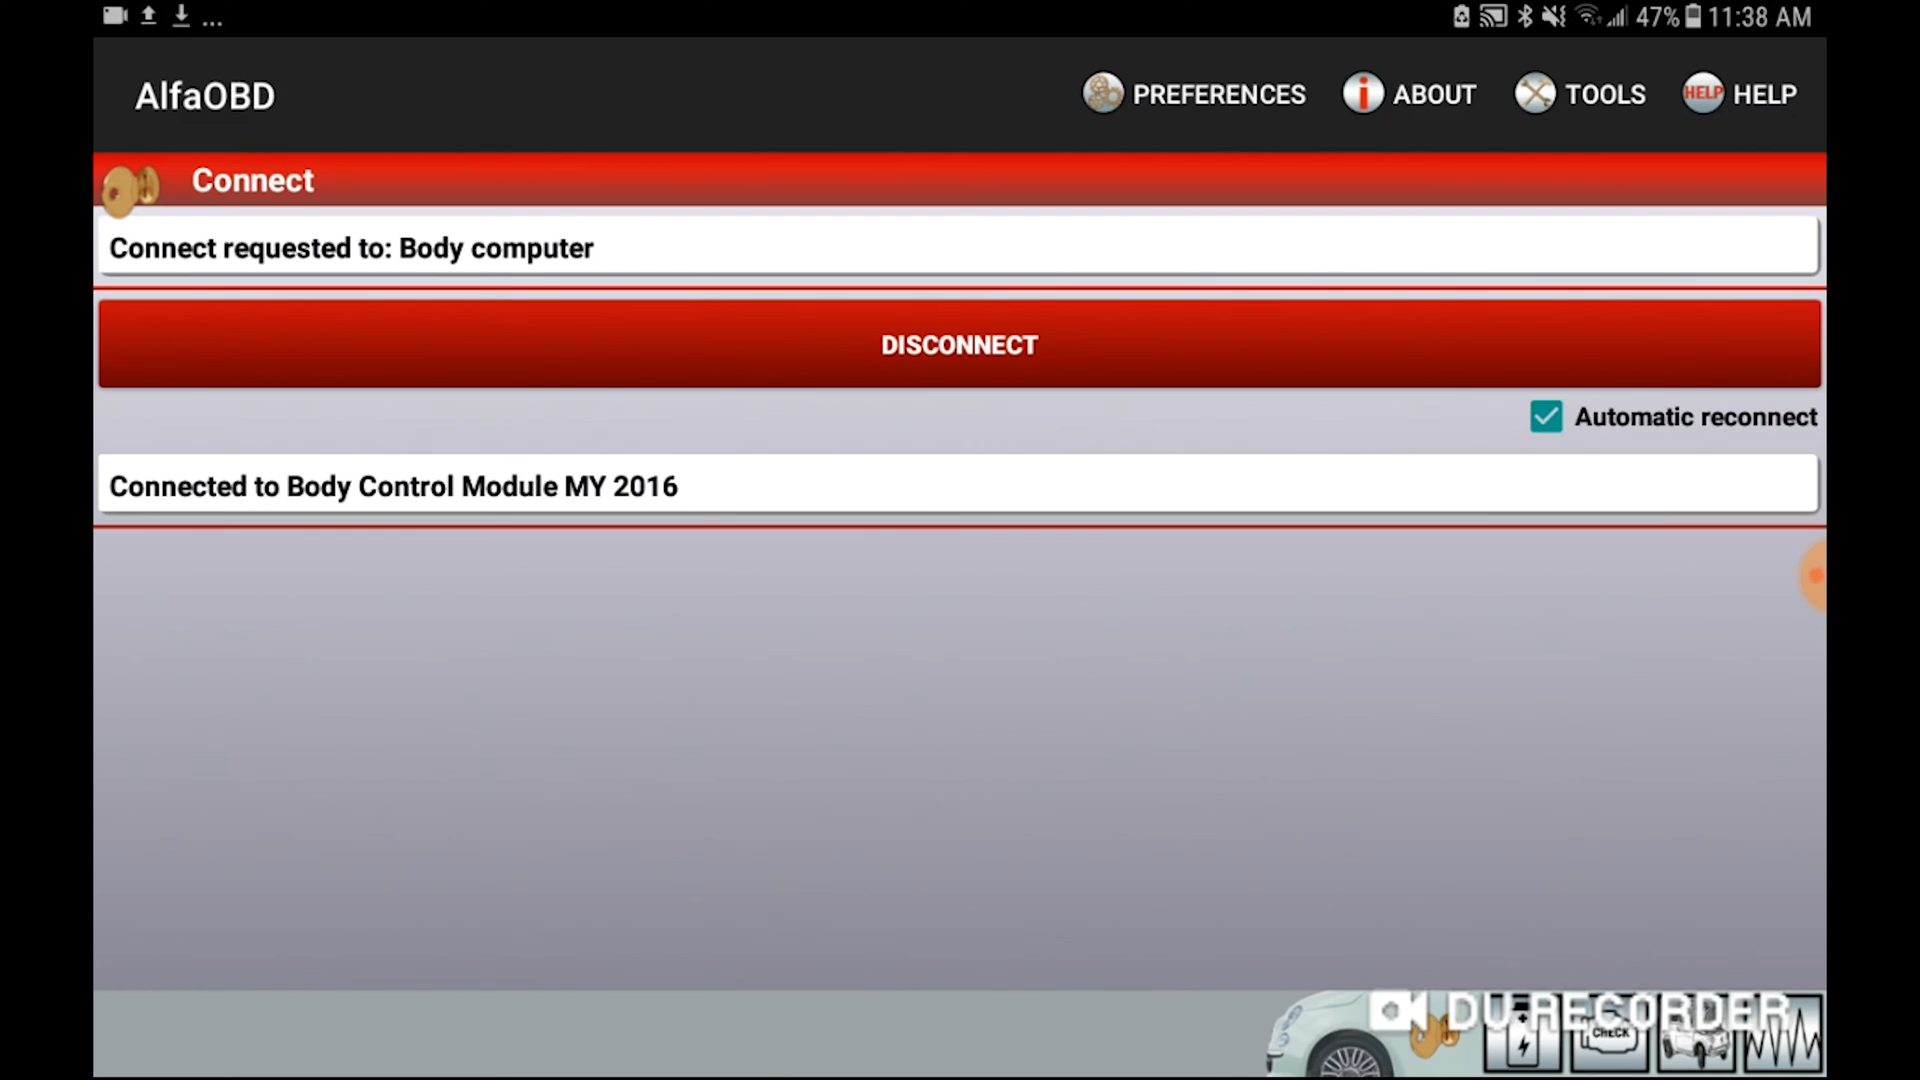 ... 47% 11:38 AM
AlfaOBD PREFERENCES i ABOUT TOOLS HELP HELP
Connect
Connect requested to: Body computer
DISCONNECT
Automatic reconnect
Connected to Body Control Module MY 2016
DU RECORDER
CHECK